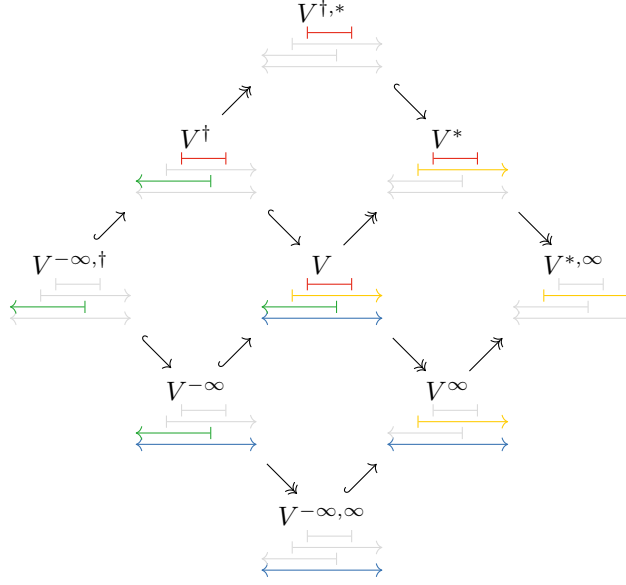 V^{†,*}
V^†
V^*
V^{-∞,†}
V
V^{*,∞}
V^{-∞}
V^∞
V^{-∞,∞}